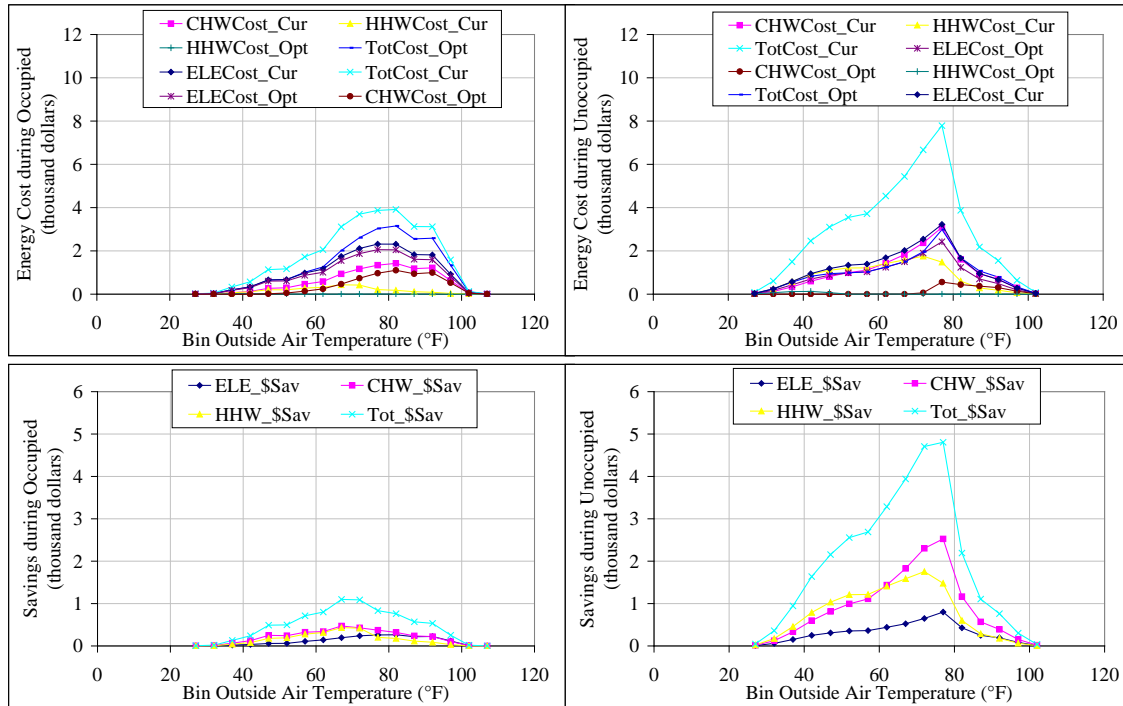 CHWCost_Cur HHWCost_Cur
HHWCost_Opt TotCost_Opt
ELECost_Cur TotCost_Cur
ELECost_Opt CHWCost_Opt
Energy Cost during Occupied
(thousand dollars)
12
10
8
6
4
2
0
0 20 40 60 80 100 120
Bin Outside Air Temperature (°F)
CHWCost_Cur HHWCost_Cur
TotCost_Cur ELECost_Opt
CHWCost_Opt HHWCost_Opt
TotCost_Opt ELECost_Cur
Energy Cost during Unoccupied
(thousand dollars)
12
10
8
6
4
2
0
0 20 40 60 80 100 120
Bin Outside Air Temperature (°F)
ELE_$Sav CHW_$Sav
HHW_$Sav Tot_$Sav
Savings during Occupied
(thousand dollars)
6
5
4
3
2
1
0
0 20 40 60 80 100 120
Bin Outside Air Temperature (°F)
ELE_$Sav CHW_$Sav
HHW_$Sav Tot_$Sav
Savings during Unoccupied
(thousand dollars)
6
5
4
3
2
1
0
0 20 40 60 80 100 120
Bin Outside Air Temperature (°F)